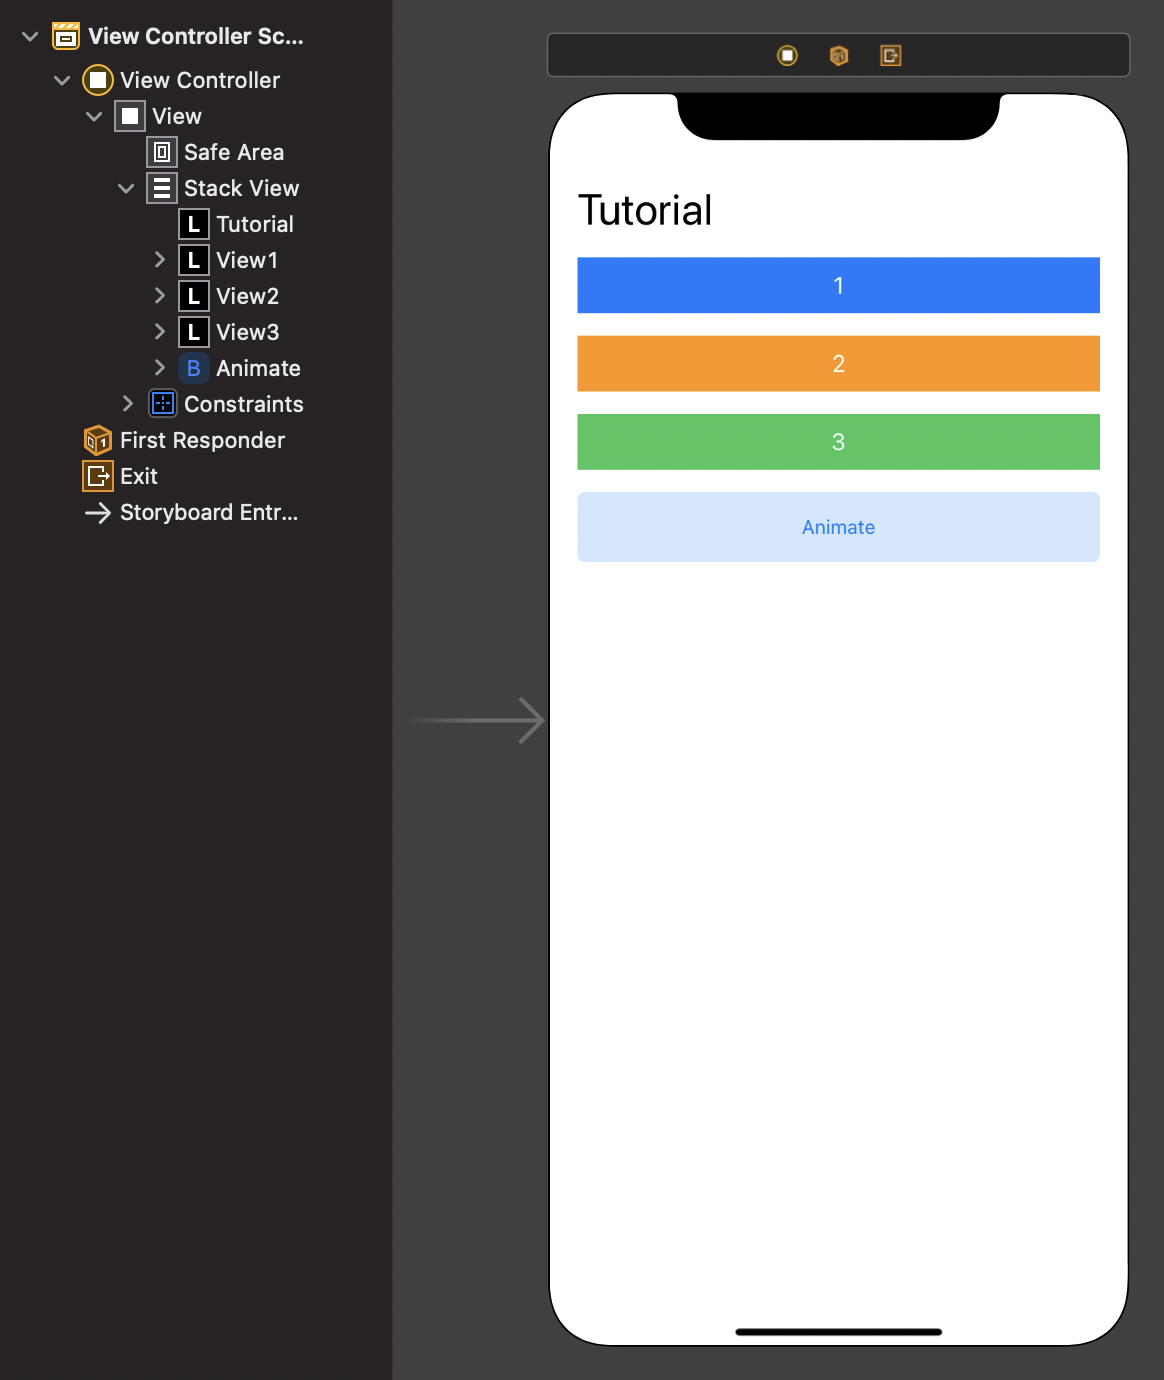 View Controller Sc...
View Controller
View
Safe Area
Stack View
L Tutorial
L View1
L View2
L View3
B Animate
Constraints
First Responder
Exit
Storyboard Entr...
Tutorial
1
2
3
Animate